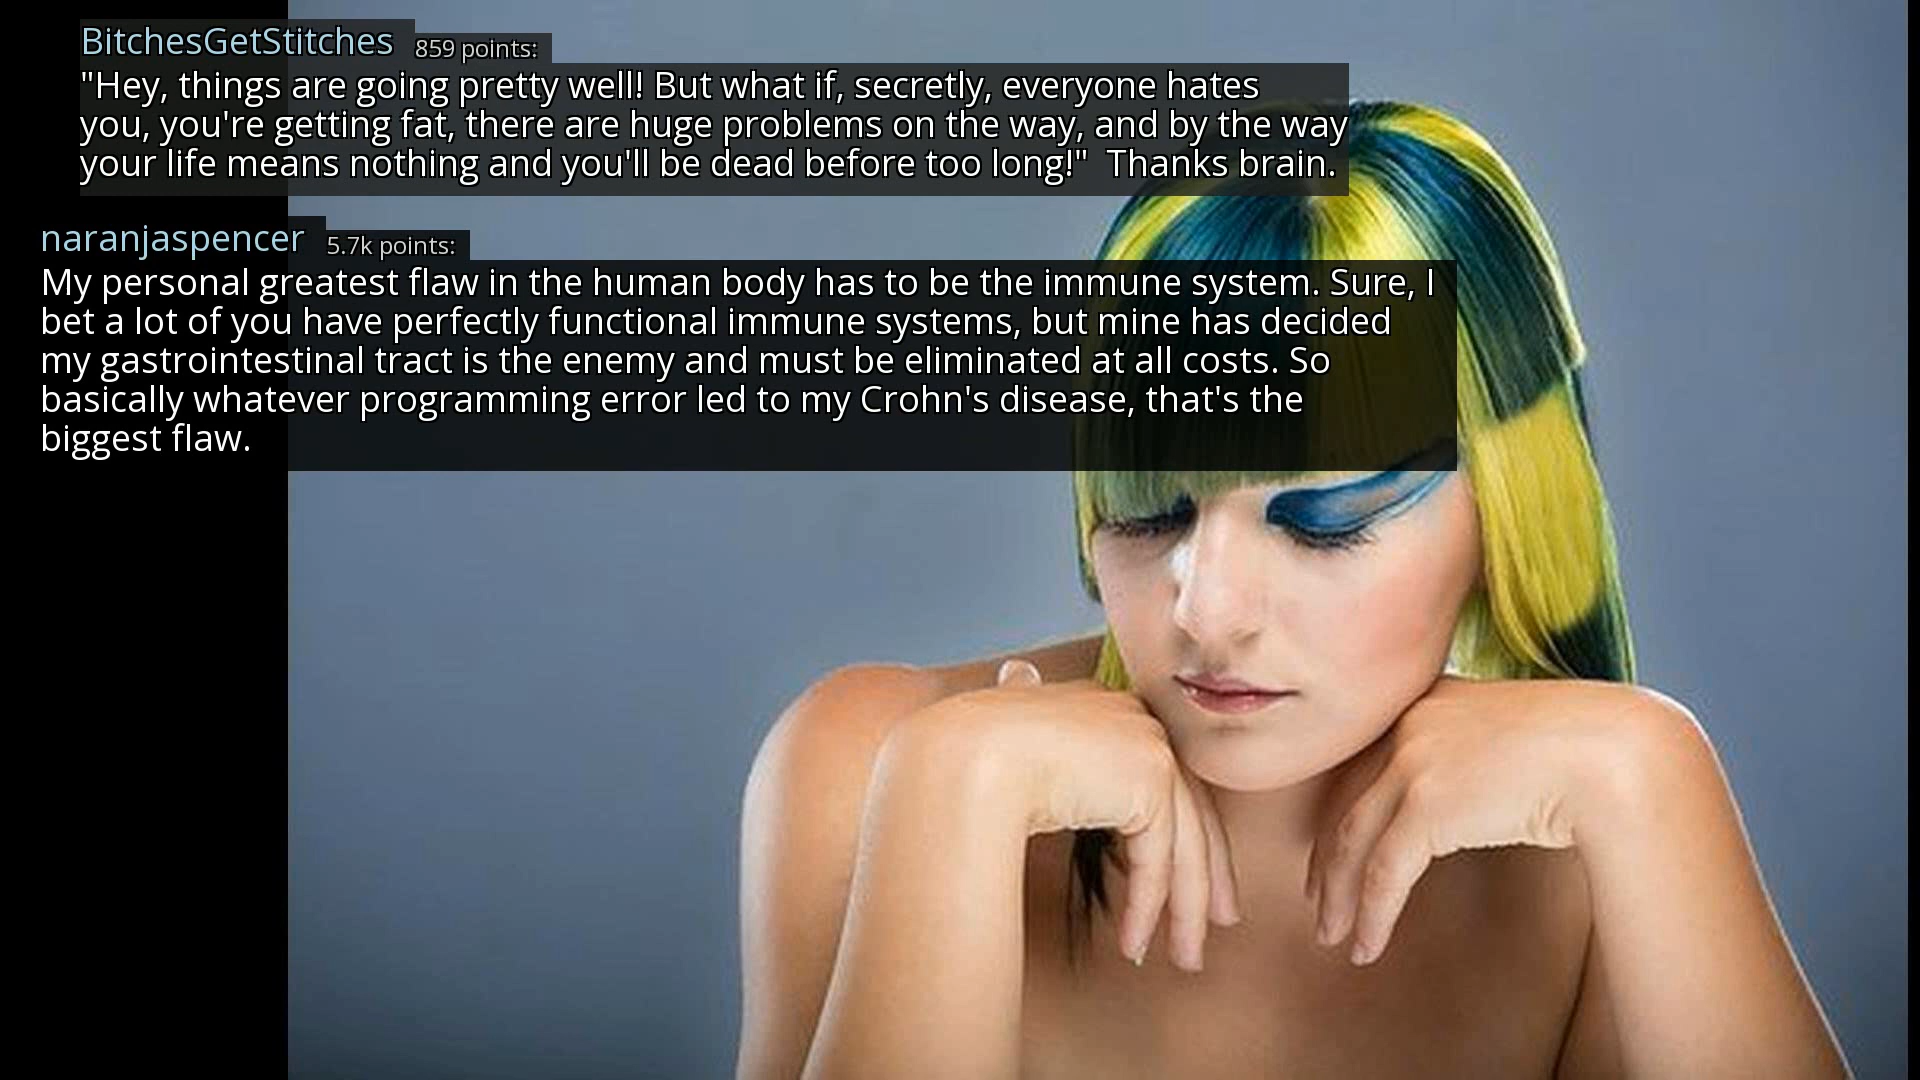 BitchesGetStitches 859 points:
"Hey, things are going pretty well! But what if, secretly, everyone hates
you, you're getting fat, there are huge problems on the way, and by the way
your life means nothing and you'll be dead before too long!"  Thanks brain.
naranjaspencer 5.7k points:
My personal greatest flaw in the human body has to be the immune system. Sure, I
bet a lot of you have perfectly functional immune systems, but mine has decided
my gastrointestinal tract is the enemy and must be eliminated at all costs. So
basically whatever programming error led to my Crohn's disease, that's the
biggest flaw.